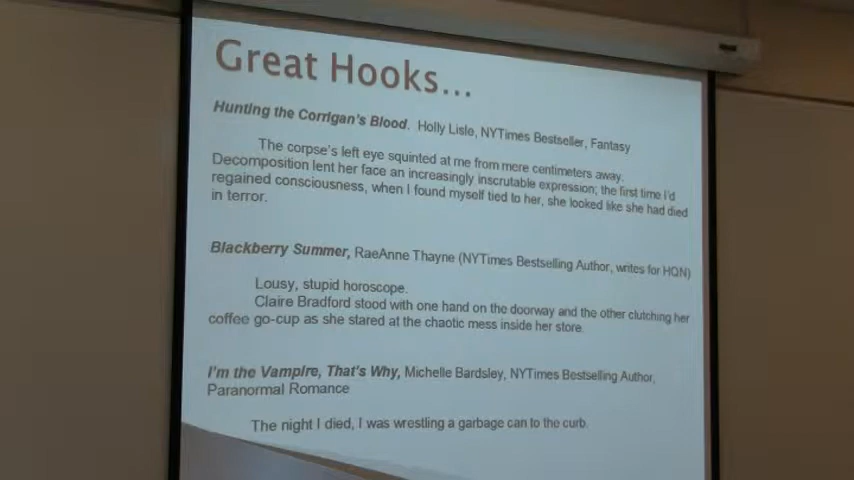 Great Hooks...
Hunting the Corrigan's Blood. Holly Lisle, NYTimes Bestseller, Fantasy
The corpse's left eye squinted at me from mere centimeters away.
Decomposition lent her face an increasingly inscrutable expression; the first time I'd
regained consciousness, when I found myself tied to her, she looked like she had died
in terror.
Blackberry Summer, RaeAnne Thayne (NYTimes Bestselling Author, writes for HQN)
Lousy, stupid horoscope.
Claire Bradford stood with one hand on the doorway and the other clutching her
coffee go-cup as she stared at the chaotic mess inside her store.
I'm the Vampire, That's Why, Michelle Bardsley, NYTimes Bestselling Author,
Paranormal Romance
The night I died, I was wrestling a garbage can to the curb.